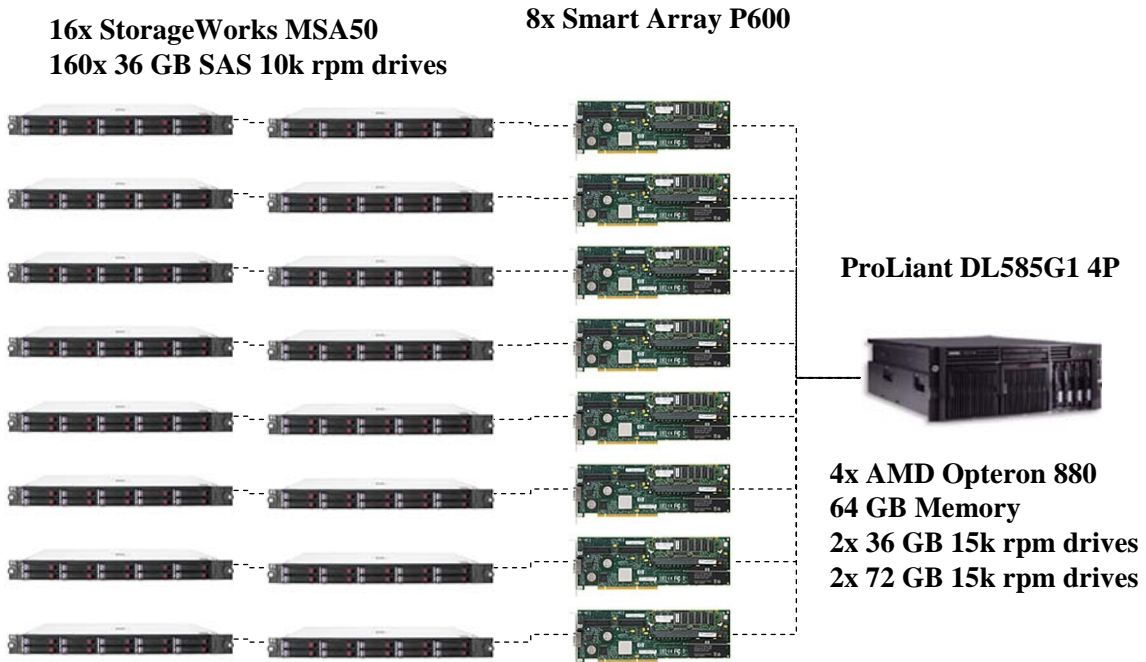 16x StorageWorks MSA50
160x 36 GB SAS 10k rpm drives
8x Smart Array P600
ProLiant DL585G1 4P
4x AMD Opteron 880
64 GB Memory
2x 36 GB 15k rpm drives
2x 72 GB 15k rpm drives